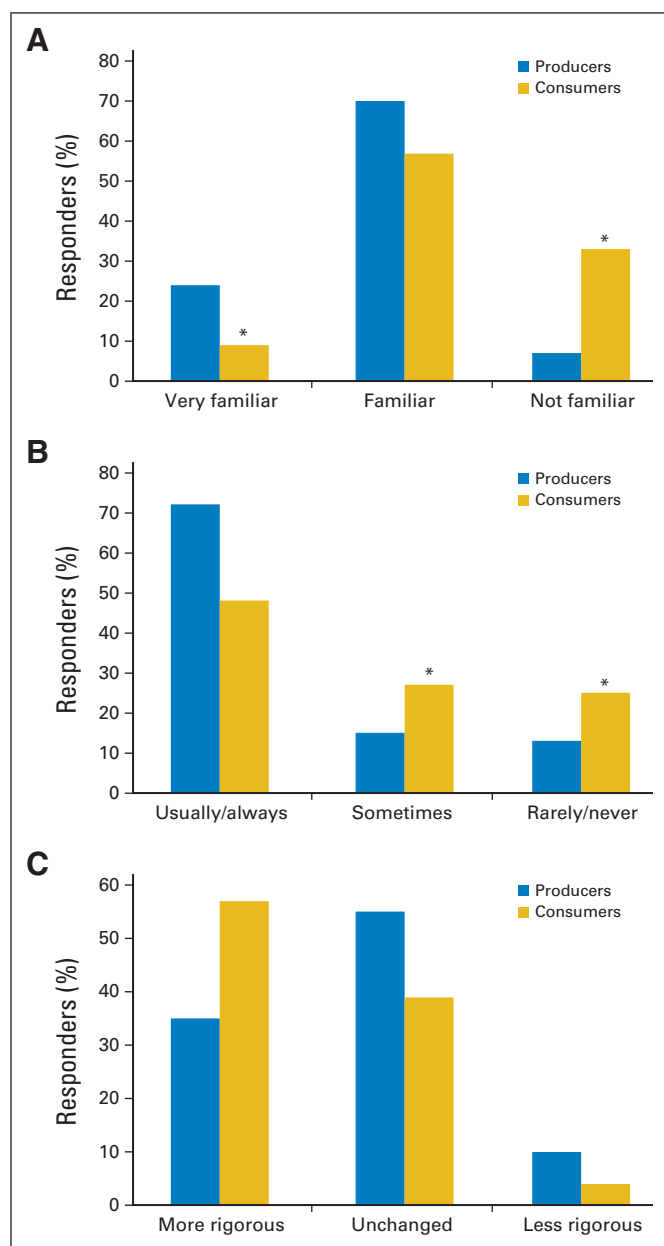 A
80
70
60
50
40
30
20
10
0
Responders (%)
Producers
Consumers
*
*
Very familiar
Familiar
Not familiar
B
80
70
60
50
40
30
20
10
0
Responders (%)
Producers
Consumers
*
*
Usually/always
Sometimes
Rarely/never
C
60
50
40
30
20
10
0
Responders (%)
Producers
Consumers
More rigorous
Unchanged
Less rigorous